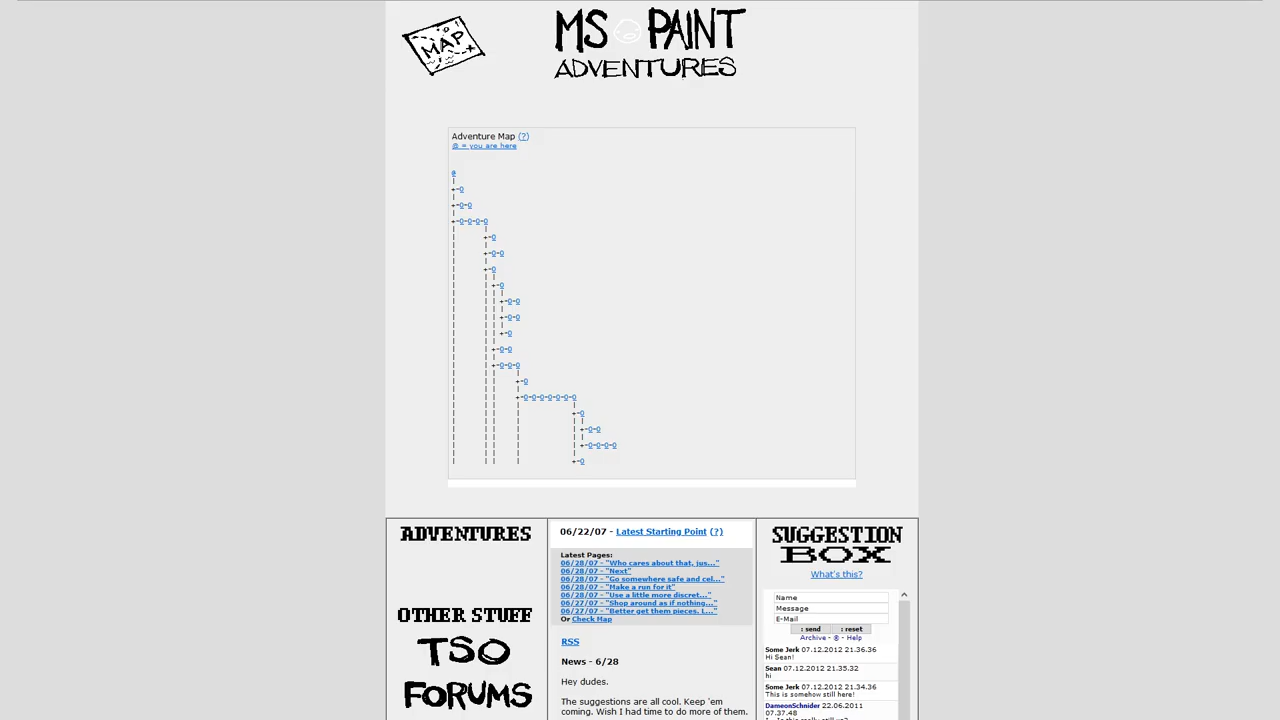 MAP
MS PAINT
ADVENTURES
Adventure Map (?)
@ = you are here
@
|
+-O
|
+-O-O
|
+-O-O-O-O
| |
| +-O
| |
| +-O-O
| |
| +-O
| | |
| | +-O
| | | |
| | | +-O-O
| | | |
| | | +-O-O
| | | |
| | | +-O
| | |
| | +-O-O
| | |
| | +-O-O-O
| | | |
| | | +-O
| | | |
| | | +-O-O-O-O-O-O-O
| | | | |
| | | | +-O
| | | | | |
| | | | | +-O-O
| | | | | |
| | | | | +-O-O-O-O
| | | | |
| | | | +-O
ADVENTURES
OTHER STUFF
TSO
FORUMS
06/22/07 - Latest Starting Point (?)
Latest Pages:
06/28/07 - "Who cares about that, jus..."
06/28/07 - "Next"
06/28/07 - "Go somewhere safe and cel..."
06/28/07 - "Make a run for it"
06/28/07 - "Use a little more discret..."
06/27/07 - "Shop around as if nothing..."
06/27/07 - "Better get them pieces. I..."
Or Check Map
RSS
News - 6/28
Hey dudes.
The suggestions are all cool. Keep 'em
coming. Wish I had time to do more of them.
SUGGESTION
BOX
What's this?
Name
Message
E-Mail
: send : reset
Archive - ® - Help
Some Jerk 07.12.2012 21.36.36
Hi Sean!
Sean 07.12.2012 21.35.32
hi
Some Jerk 07.12.2012 21.34.36
This is somehow still here!
DameonSchnider 22.06.2011
07.37.48